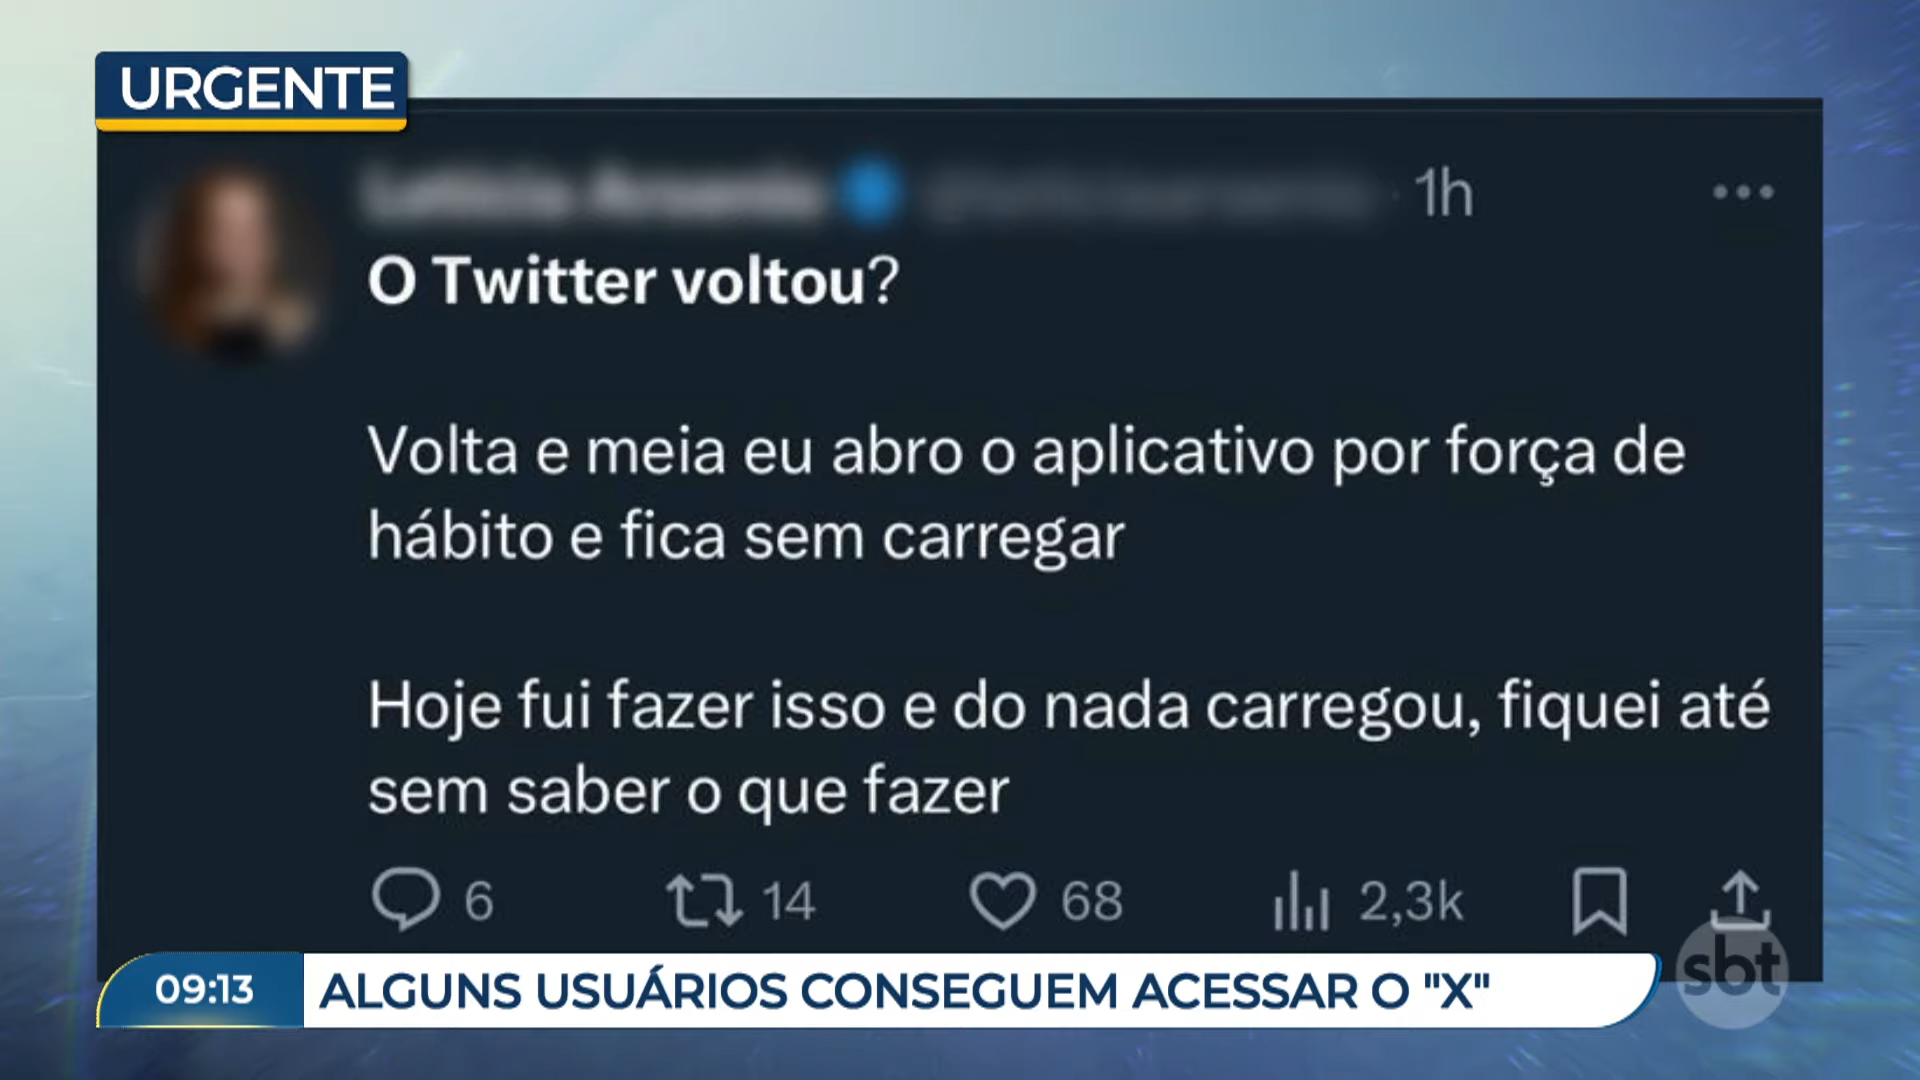 URGENTE
1h
O Twitter voltou?
Volta e meia eu abro o aplicativo por força de
hábito e fica sem carregar
Hoje fui fazer isso e do nada carregou, fiquei até
sem saber o que fazer
6 14 68 2,3k
09:13 ALGUNS USUÁRIOS CONSEGUEM ACESSAR O "X"
sbt